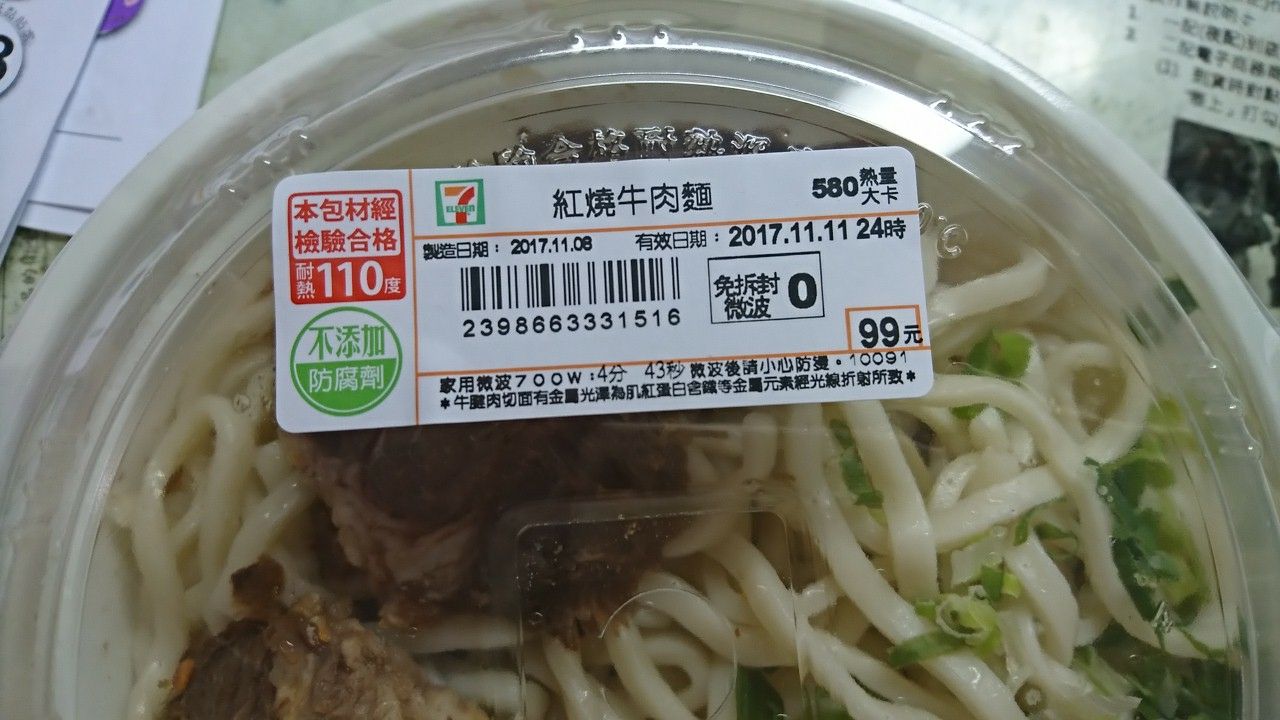 本包材經
檢驗合格
耐熱110度
不添加
防腐劑
7
ELEVEN
紅燒牛肉麵
580熱量大卡
製造日期：2017.11.08
有效日期：2017.11.11 24時
2398663331516
免拆封
微波
0
99元
家用微波700W:4分 43秒 微波後請小心防燙。10091
*牛腱肉切面有金屬光澤為肌紅蛋白含鐵等金屬元素經光線折射所致*